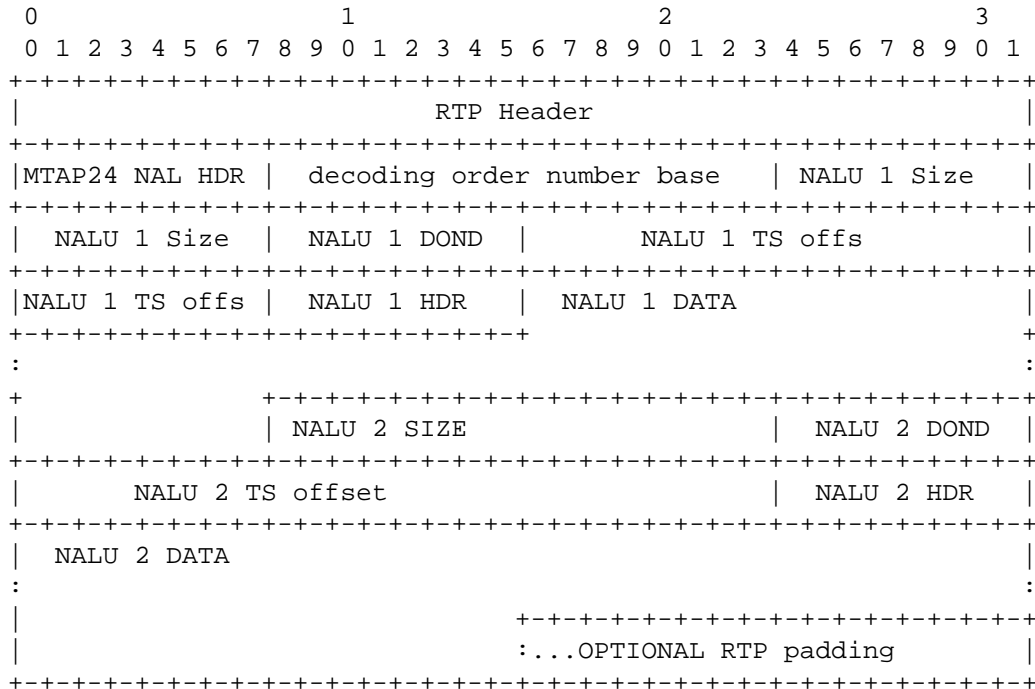 0                   1                   2                   3
 0 1 2 3 4 5 6 7 8 9 0 1 2 3 4 5 6 7 8 9 0 1 2 3 4 5 6 7 8 9 0 1
+-+-+-+-+-+-+-+-+-+-+-+-+-+-+-+-+-+-+-+-+-+-+-+-+-+-+-+-+-+-+-+-+
|                          RTP Header                           |
+-+-+-+-+-+-+-+-+-+-+-+-+-+-+-+-+-+-+-+-+-+-+-+-+-+-+-+-+-+-+-+-+
|MTAP24 NAL HDR |  decoding order number base   | NALU 1 Size   |
+-+-+-+-+-+-+-+-+-+-+-+-+-+-+-+-+-+-+-+-+-+-+-+-+-+-+-+-+-+-+-+-+
|  NALU 1 Size  |  NALU 1 DOND  |       NALU 1 TS offs          |
+-+-+-+-+-+-+-+-+-+-+-+-+-+-+-+-+-+-+-+-+-+-+-+-+-+-+-+-+-+-+-+-+
|NALU 1 TS offs |  NALU 1 HDR   |  NALU 1 DATA                  |
+-+-+-+-+-+-+-+-+-+-+-+-+-+-+-+-+                               +
:                                                               :
+               +-+-+-+-+-+-+-+-+-+-+-+-+-+-+-+-+-+-+-+-+-+-+-+-+
|               | NALU 2 SIZE                   |  NALU 2 DOND  |
+-+-+-+-+-+-+-+-+-+-+-+-+-+-+-+-+-+-+-+-+-+-+-+-+-+-+-+-+-+-+-+-+
|       NALU 2 TS offset                        |  NALU 2 HDR   |
+-+-+-+-+-+-+-+-+-+-+-+-+-+-+-+-+-+-+-+-+-+-+-+-+-+-+-+-+-+-+-+-+
|  NALU 2 DATA                                                  |
:                                                               :
|                               +-+-+-+-+-+-+-+-+-+-+-+-+-+-+-+-+
|                               :...OPTIONAL RTP padding        |
+-+-+-+-+-+-+-+-+-+-+-+-+-+-+-+-+-+-+-+-+-+-+-+-+-+-+-+-+-+-+-+-+